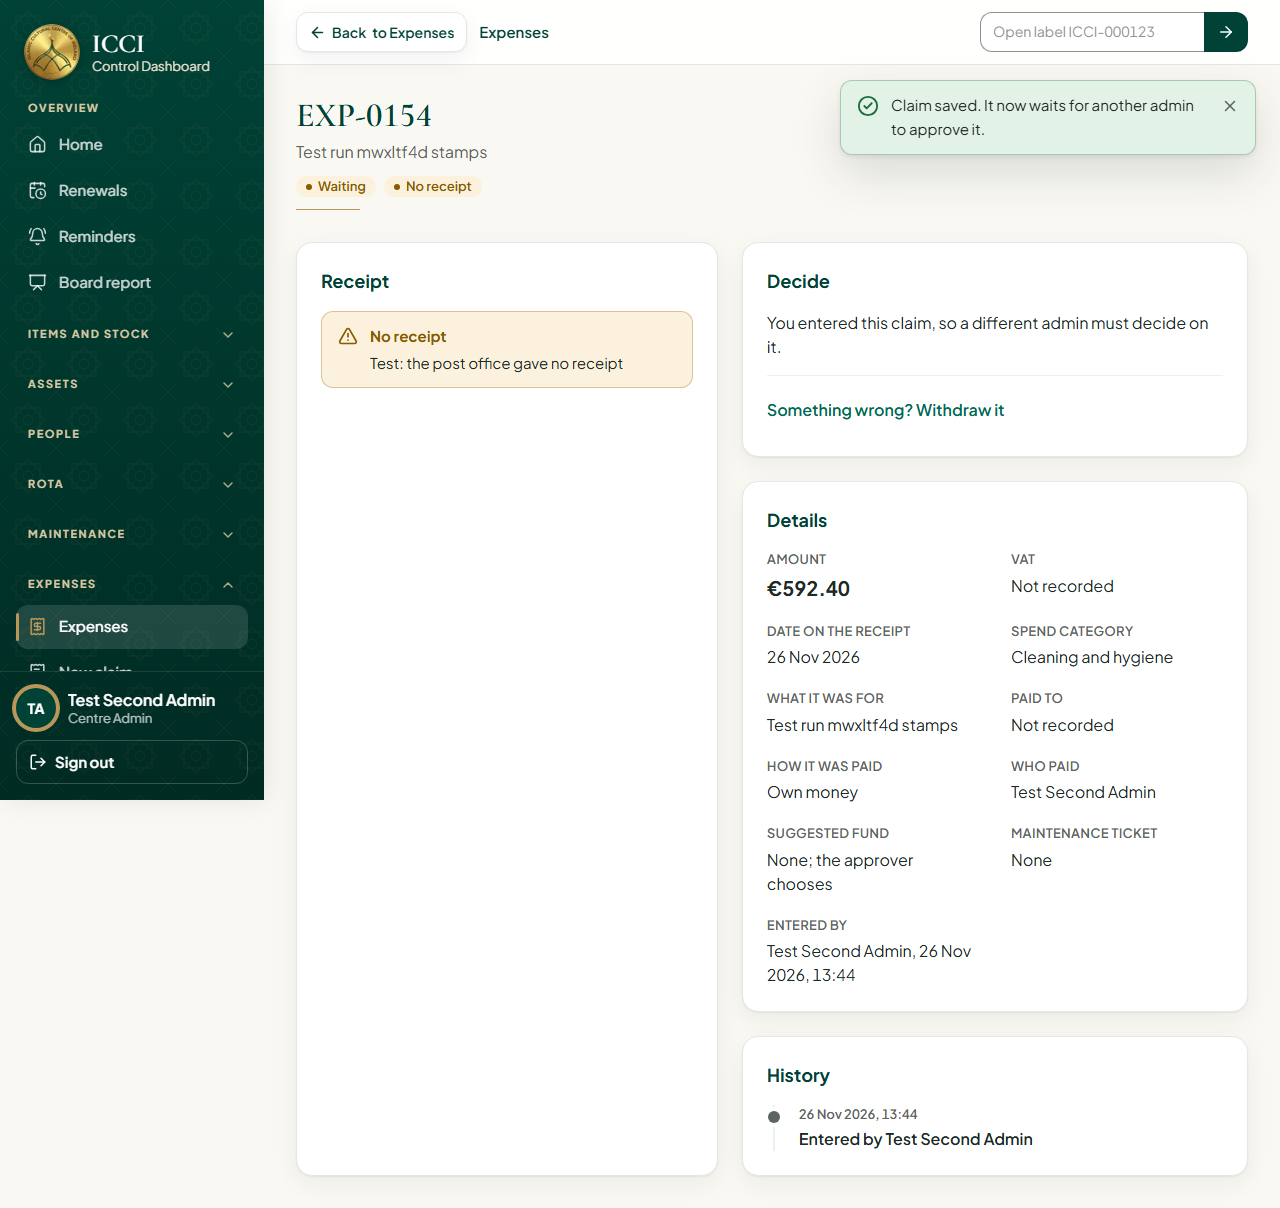 ICCI
Control Dashboard
OVERVIEW
Home
Renewals
Reminders
Board report
ITEMS AND STOCK
ASSETS
PEOPLE
ROTA
MAINTENANCE
EXPENSES
Expenses
New claim
TA
Test Second Admin
Centre Admin
Sign out
Back to Expenses
Expenses
Open label ICCI-000123
EXP-0154
Test run mwxltf4d stamps
Waiting
No receipt
Claim saved. It now waits for another admin
to approve it.
Receipt
No receipt
Test: the post office gave no receipt
Decide
You entered this claim, so a different admin must decide on
it.
Something wrong? Withdraw it
Details
AMOUNT
€592.40
VAT
Not recorded
DATE ON THE RECEIPT
26 Nov 2026
SPEND CATEGORY
Cleaning and hygiene
WHAT IT WAS FOR
Test run mwxltf4d stamps
PAID TO
Not recorded
HOW IT WAS PAID
Own money
WHO PAID
Test Second Admin
SUGGESTED FUND
None; the approver
chooses
MAINTENANCE TICKET
None
ENTERED BY
Test Second Admin, 26 Nov
2026, 13:44
History
26 Nov 2026, 13:44
Entered by Test Second Admin